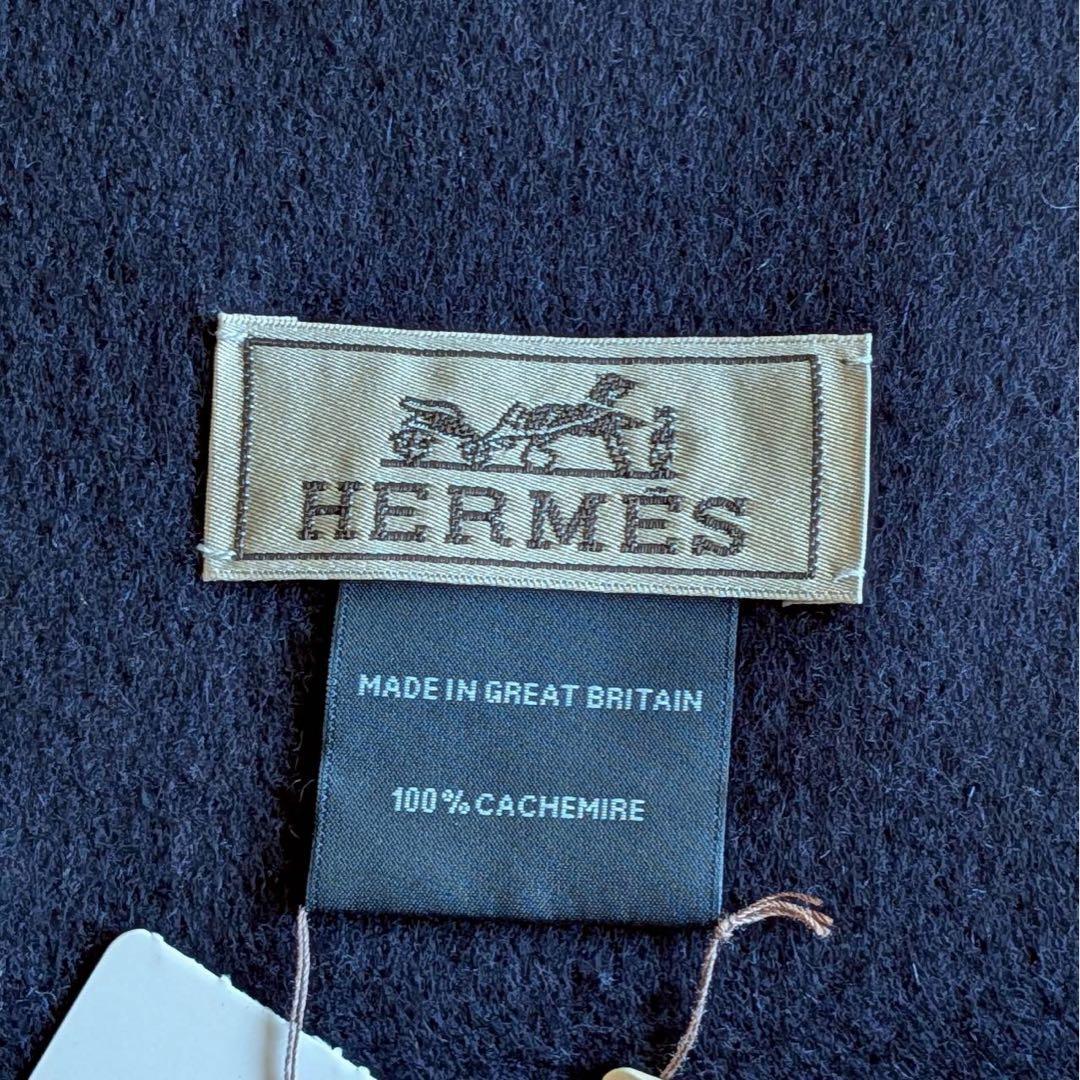 HERMÈS
MADE IN GREAT BRITAIN
100% CACHEMIRE